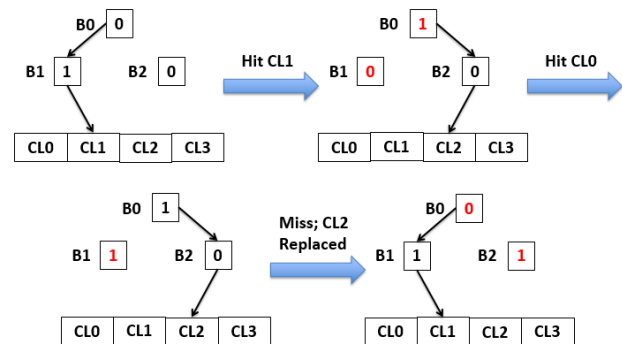 B0 0
B1 1 B2 0
CL0 CL1 CL2 CL3
Hit CL1
B0 1
B1 0 B2 0
CL0 CL1 CL2 CL3
Hit CL0
B0 1
B1 1 B2 0
CL0 CL1 CL2 CL3
Miss; CL2
Replaced
B0 0
B1 1 B2 1
CL0 CL1 CL2 CL3